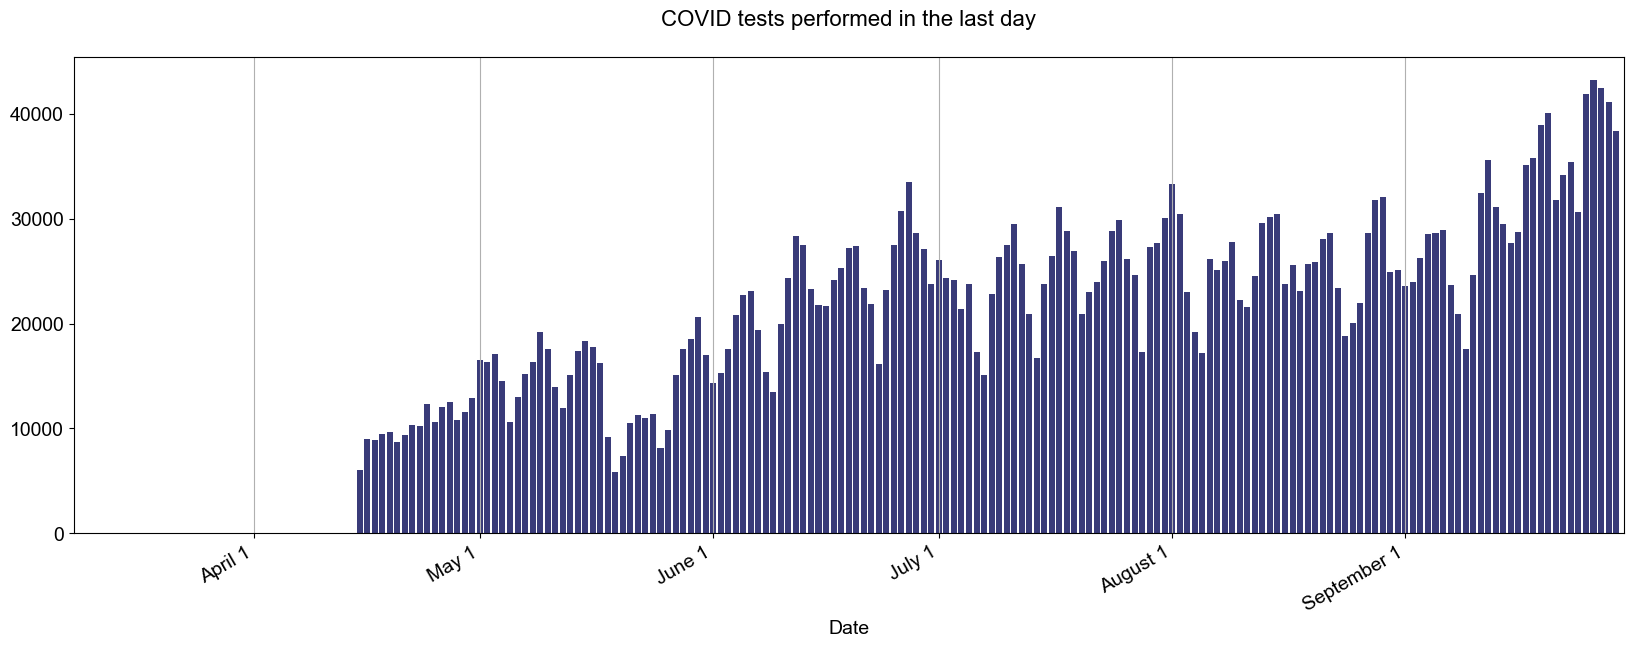 COVID tests performed in the last day
40000
30000
20000
10000
0
April 1
May 1
June 1
July 1
August 1
September 1
Date